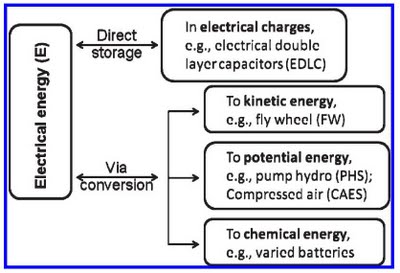 Electrical energy (E)
Direct
storage
In electrical charges,
e.g., electrical double
layer capacitors (EDLC)
Via
conversion
To kinetic energy,
e.g., fly wheel (FW)
To potential energy,
e.g., pump hydro (PHS);
Compressed air (CAES)
To chemical energy,
e.g., varied batteries